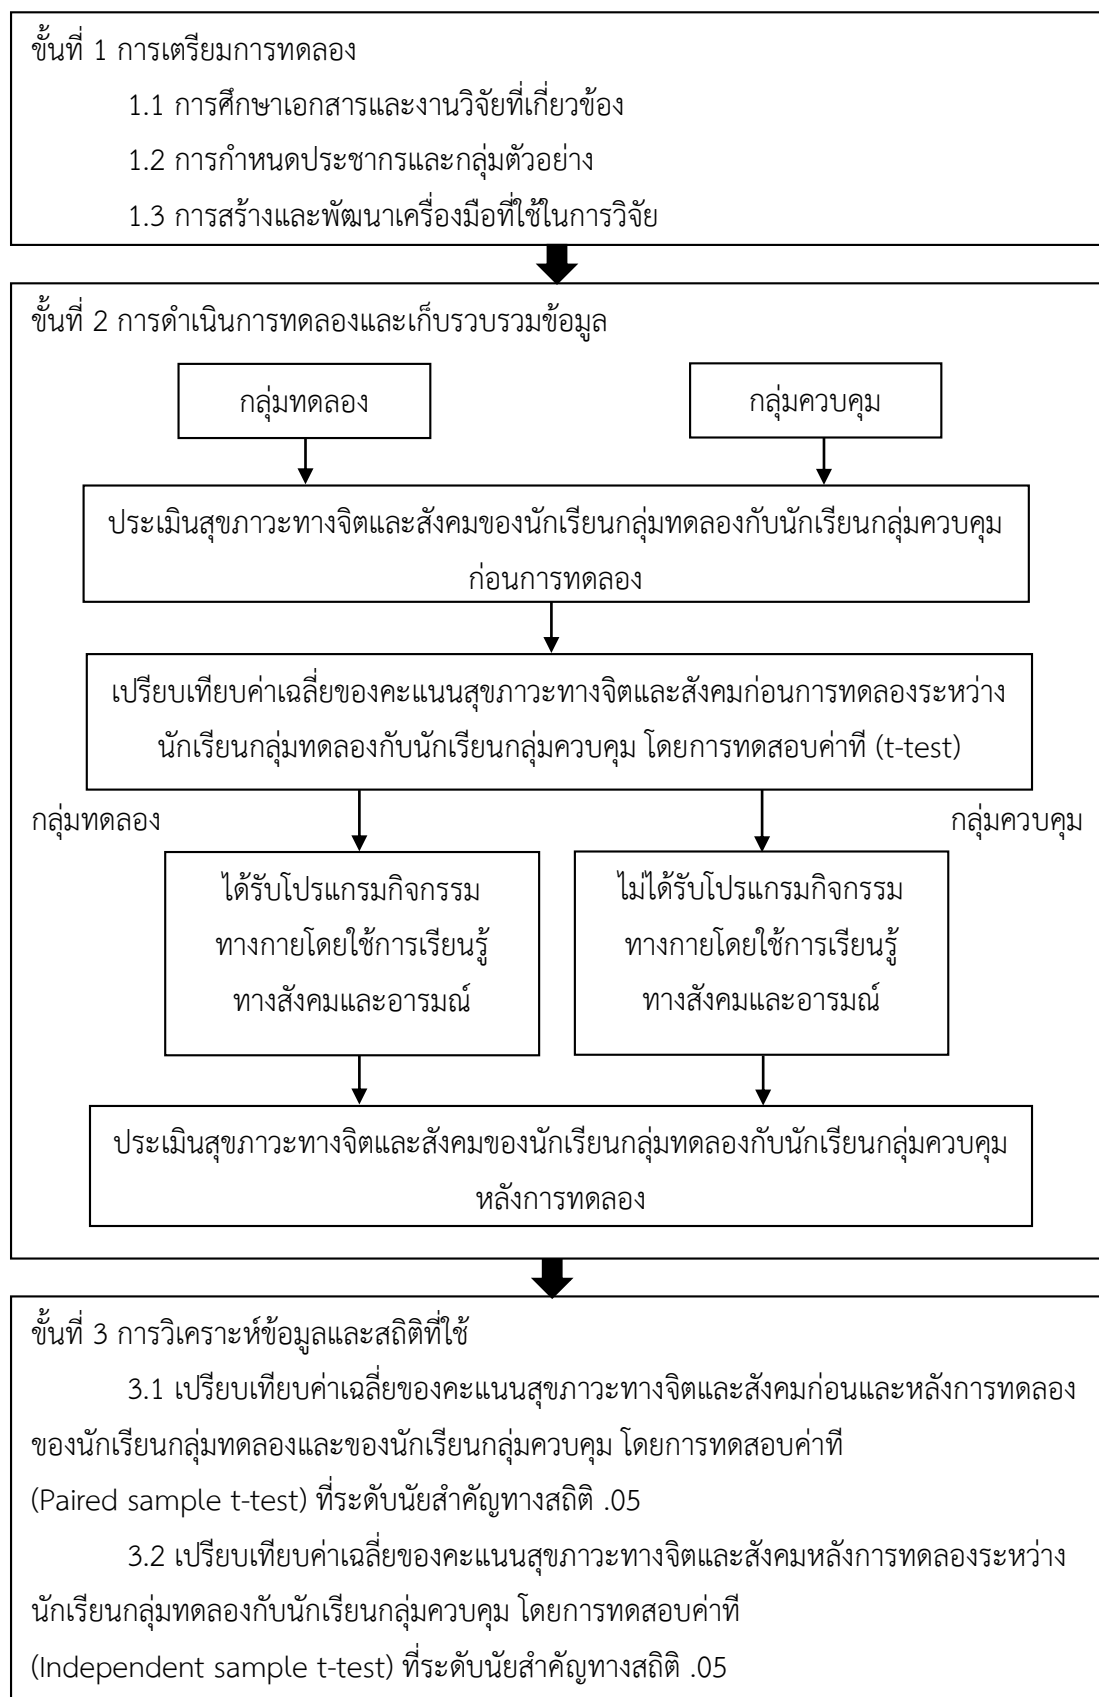 ขั้นที่ 1 การเตรียมการทดลอง
1.1 การศึกษาเอกสารและงานวิจัยที่เกี่ยวข้อง
1.2 การกำหนดประชากรและกลุ่มตัวอย่าง
1.3 การสร้างและพัฒนาเครื่องมือที่ใช้ในการวิจัย
ขั้นที่ 2 การดำเนินการทดลองและเก็บรวบรวมข้อมูล
กลุ่มทดลอง
กลุ่มควบคุม
ประเมินสุขภาวะทางจิตและสังคมของนักเรียนกลุ่มทดลองกับนักเรียนกลุ่มควบคุม
ก่อนการทดลอง
เปรียบเทียบค่าเฉลี่ยของคะแนนสุขภาวะทางจิตและสังคมก่อนการทดลองระหว่าง
นักเรียนกลุ่มทดลองกับนักเรียนกลุ่มควบคุม โดยการทดสอบค่าที (t-test)
กลุ่มทดลอง
กลุ่มควบคุม
ได้รับโปรแกรมกิจกรรม
ทางกายโดยใช้การเรียนรู้
ทางสังคมและอารมณ์
ไม่ได้รับโปรแกรมกิจกรรม
ทางกายโดยใช้การเรียนรู้
ทางสังคมและอารมณ์
ประเมินสุขภาวะทางจิตและสังคมของนักเรียนกลุ่มทดลองกับนักเรียนกลุ่มควบคุม
หลังการทดลอง
ขั้นที่ 3 การวิเคราะห์ข้อมูลและสถิติที่ใช้
3.1 เปรียบเทียบค่าเฉลี่ยของคะแนนสุขภาวะทางจิตและสังคมก่อนและหลังการทดลอง
ของนักเรียนกลุ่มทดลองและของนักเรียนกลุ่มควบคุม โดยการทดสอบค่าที
(Paired sample t-test) ที่ระดับนัยสำคัญทางสถิติ .05
3.2 เปรียบเทียบค่าเฉลี่ยของคะแนนสุขภาวะทางจิตและสังคมหลังการทดลองระหว่าง
นักเรียนกลุ่มทดลองกับนักเรียนกลุ่มควบคุม โดยการทดสอบค่าที
(Independent sample t-test) ที่ระดับนัยสำคัญทางสถิติ .05